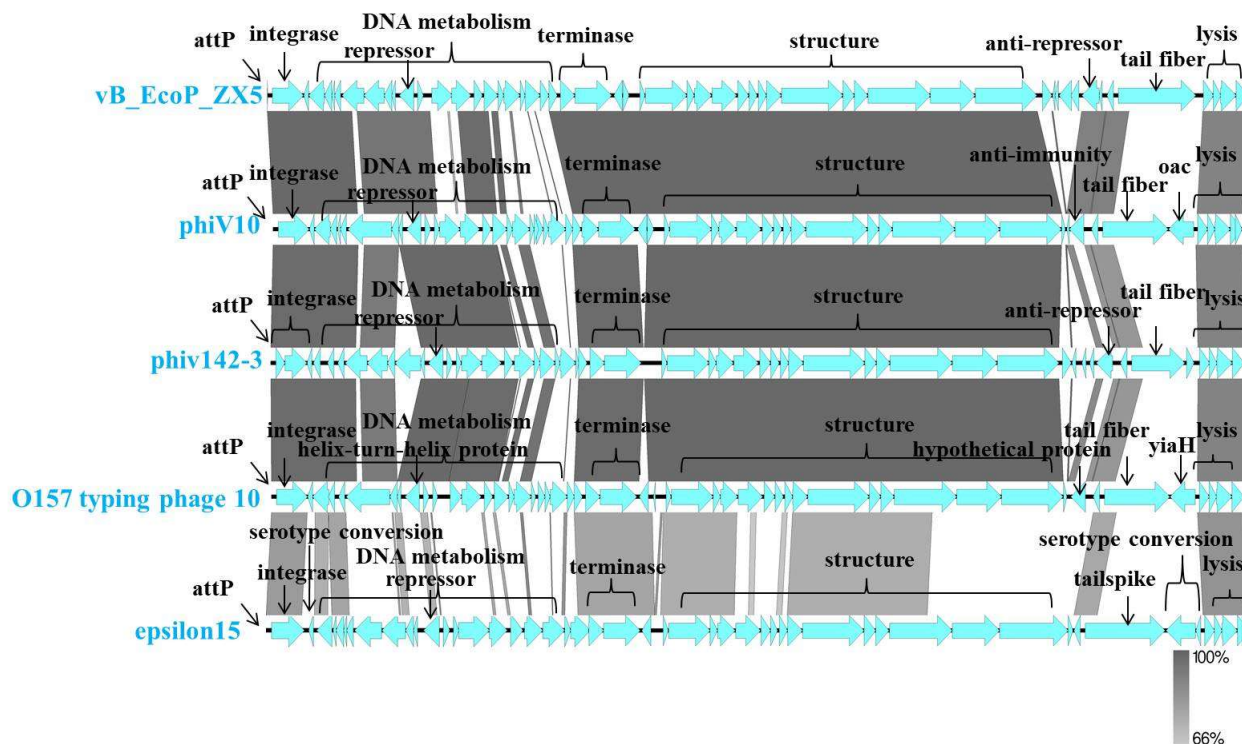 DNA metabolism
attP integrase repressor terminase structure anti-repressor tail fiber lysis
vB_EcoP_ZX5
attP integrase DNA metabolism repressor terminase structure anti-immunity tail fiber oac lysis
phiV10
attP integrase DNA metabolism repressor terminase structure anti-repressor tail fiber lysis
phiv142-3
attP integrase DNA metabolism helix-turn-helix protein terminase structure hypothetical protein tail fiber yiaH lysis
O157 typing phage 10
serotype conversion
attP integrase DNA metabolism repressor terminase structure tailspike serotype conversion lysis
epsilon15
100%
66%